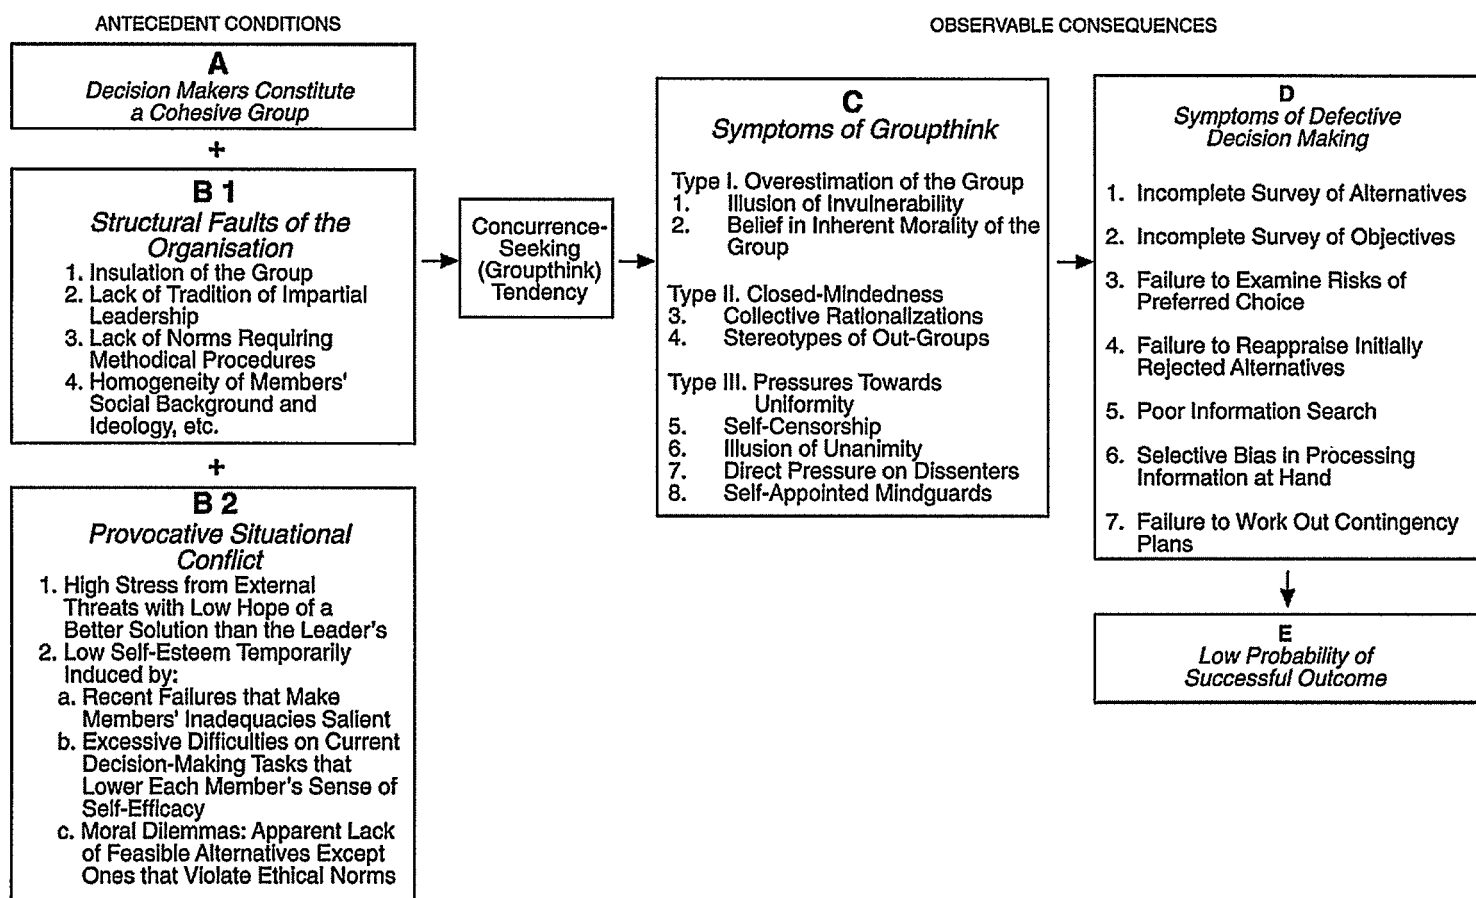 ANTECEDENT CONDITIONS
A
Decision Makers Constitute
a Cohesive Group
+
B 1
Structural Faults of the
Organisation
1. Insulation of the Group
2. Lack of Tradition of Impartial
Leadership
3. Lack of Norms Requiring
Methodical Procedures
4. Homogeneity of Members'
Social Background and
Ideology, etc.
+
B 2
Provocative Situational
Conflict
1. High Stress from External
Threats with Low Hope of a
Better Solution than the Leader's
2. Low Self-Esteem Temporarily
Induced by:
a. Recent Failures that Make
Members' Inadequacies Salient
b. Excessive Difficulties on Current
Decision-Making Tasks that
Lower Each Member's Sense of
Self-Efficacy
c. Moral Dilemmas: Apparent Lack
of Feasible Alternatives Except
Ones that Violate Ethical Norms
Concurrence-
Seeking
(Groupthink)
Tendency
OBSERVABLE CONSEQUENCES
C
Symptoms of Groupthink
Type I. Overestimation of the Group
1. Illusion of Invulnerability
2. Belief in Inherent Morality of the
Group
Type II. Closed-Mindedness
3. Collective Rationalizations
4. Stereotypes of Out-Groups
Type III. Pressures Towards
Uniformity
5. Self-Censorship
6. Illusion of Unanimity
7. Direct Pressure on Dissenters
8. Self-Appointed Mindguards
D
Symptoms of Defective
Decision Making
1. Incomplete Survey of Alternatives
2. Incomplete Survey of Objectives
3. Failure to Examine Risks of
Preferred Choice
4. Failure to Reappraise Initially
Rejected Alternatives
5. Poor Information Search
6. Selective Bias in Processing
Information at Hand
7. Failure to Work Out Contingency
Plans
E
Low Probability of
Successful Outcome